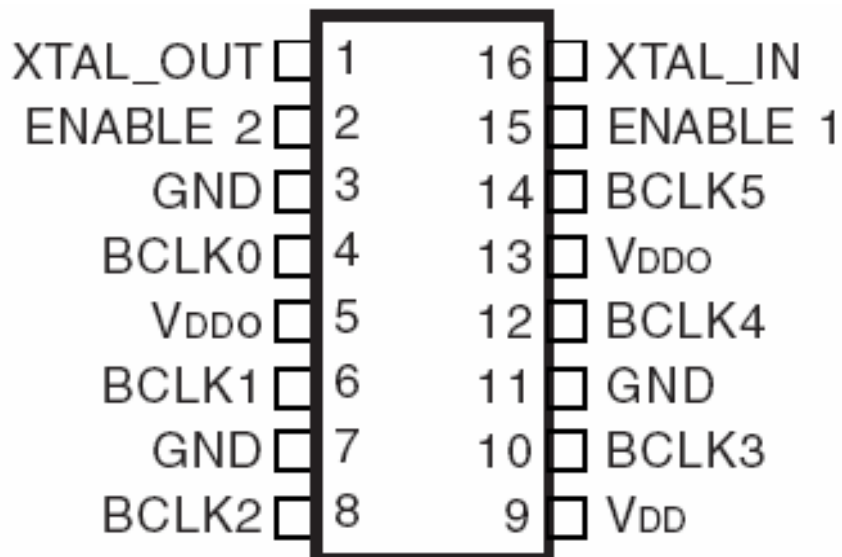 XTAL_OUT 1 16 XTAL_IN
ENABLE 2 2 15 ENABLE 1
GND 3 14 BCLK5
BCLK0 4 13 VDDO
VDDO 5 12 BCLK4
BCLK1 6 11 GND
GND 7 10 BCLK3
BCLK2 8 9 VDD